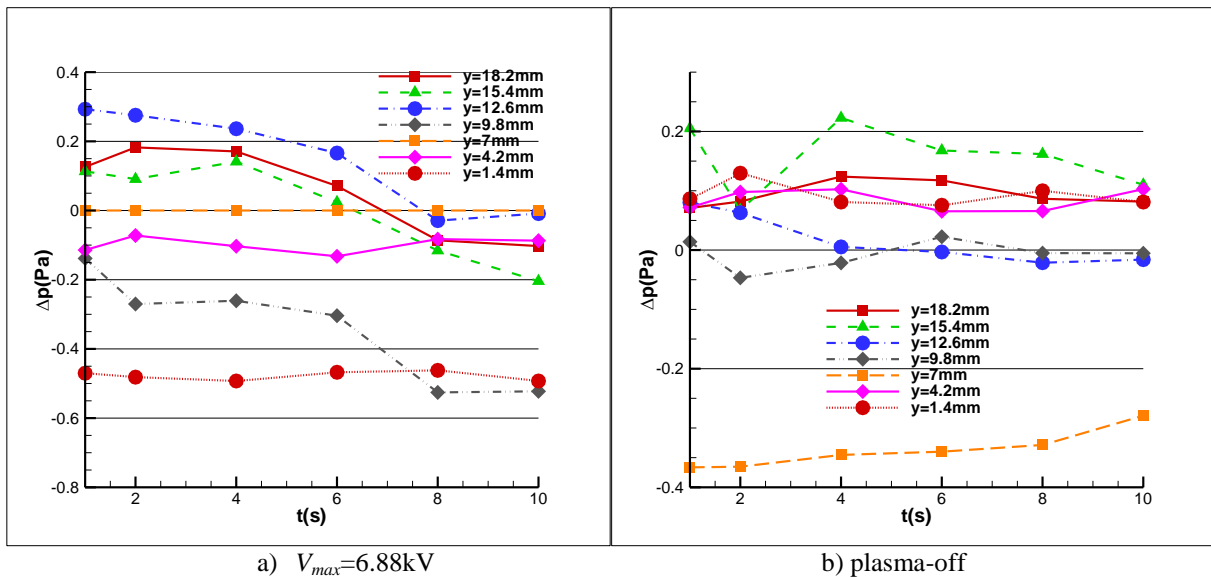 0.4
0.2
0
-0.2
-0.4
-0.6
-0.8
Δp(Pa)
2
4
6
8
10
t(s)
y=18.2mm
y=15.4mm
y=12.6mm
y=9.8mm
y=7mm
y=4.2mm
y=1.4mm
a) Vmax=6.88kV
0.2
0
-0.2
-0.4
Δp(Pa)
2
4
6
8
10
t(s)
y=18.2mm
y=15.4mm
y=12.6mm
y=9.8mm
y=7mm
y=4.2mm
y=1.4mm
b) plasma-off